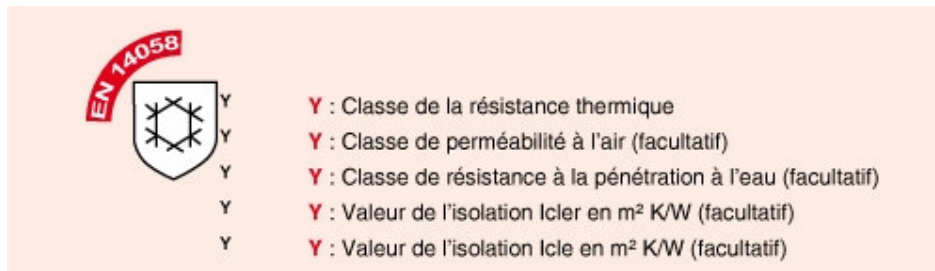 EN 14058
Y Y : Classe de la résistance thermique
Y Y : Classe de perméabilité à l'air (facultatif)
Y Y : Classe de résistance à la pénétration à l'eau (facultatif)
Y Y : Valeur de l'isolation Icler en m² K/W (facultatif)
Y Y : Valeur de l'isolation Icle en m² K/W (facultatif)